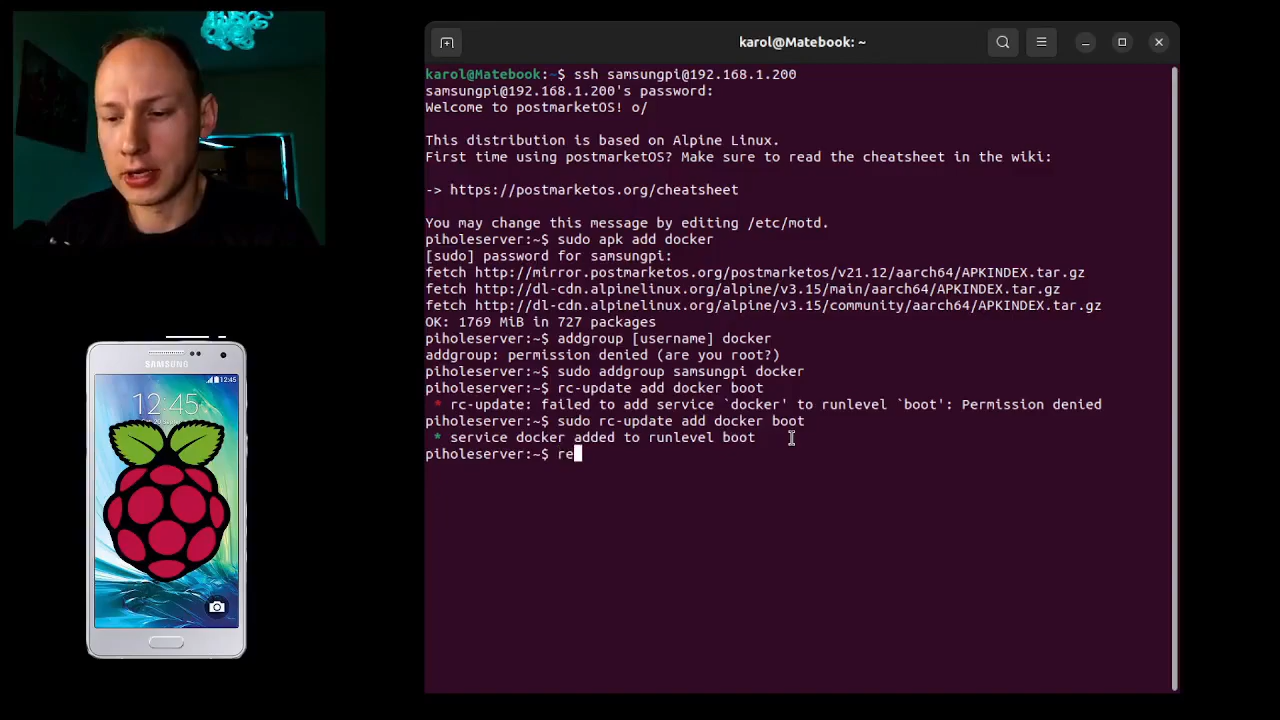 karol@Matebook: ~
karol@Matebook:~$ ssh samsungpi@192.168.1.200
samsungpi@192.168.1.200's password:
Welcome to postmarketOS! o/
This distribution is based on Alpine Linux.
First time using postmarketOS? Make sure to read the cheatsheet in the wiki:
-> https://postmarketos.org/cheatsheet
You may change this message by editing /etc/motd.
piholeserver:~$ sudo apk add docker
[sudo] password for samsungpi:
fetch http://mirror.postmarketos.org/postmarketos/v21.12/aarch64/APKINDEX.tar.gz
fetch http://dl-cdn.alpinelinux.org/alpine/v3.15/main/aarch64/APKINDEX.tar.gz
fetch http://dl-cdn.alpinelinux.org/alpine/v3.15/community/aarch64/APKINDEX.tar.gz
OK: 1769 MiB in 727 packages
piholeserver:~$ addgroup [username] docker
addgroup: permission denied (are you root?)
piholeserver:~$ sudo addgroup samsungpi docker
piholeserver:~$ rc-update add docker boot
* rc-update: failed to add service `docker' to runlevel `boot': Permission denied
piholeserver:~$ sudo rc-update add docker boot
* service docker added to runlevel boot
piholeserver:~$ re
SAMSUNG
12:45
12:45